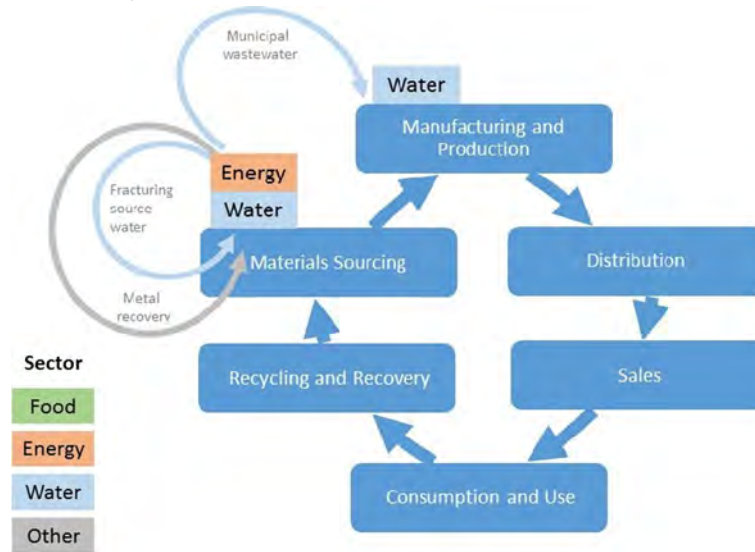 Municipal
wastewater
Water
Manufacturing and
Production
Energy
Fracturing
source
water
Water
Materials Sourcing
Distribution
Metal
recovery
Sector
Recycling and Recovery
Sales
Food
Energy
Water
Consumption and Use
Other